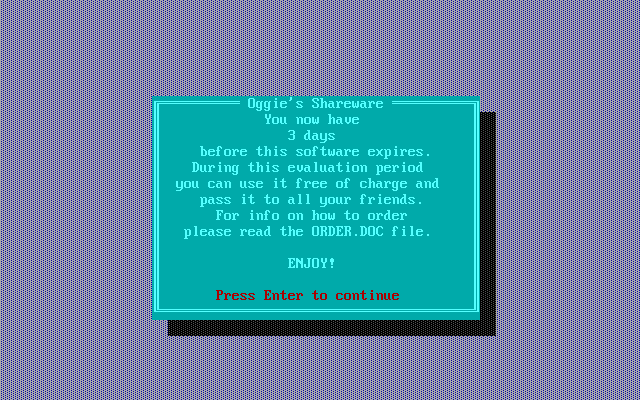 Oggie's Shareware
You now have
3 days
before this software expires.
During this evaluation period
you can use it free of charge and
pass it to all your friends.
For info on how to order
please read the ORDER.DOC file.
ENJOY!
Press Enter to continue